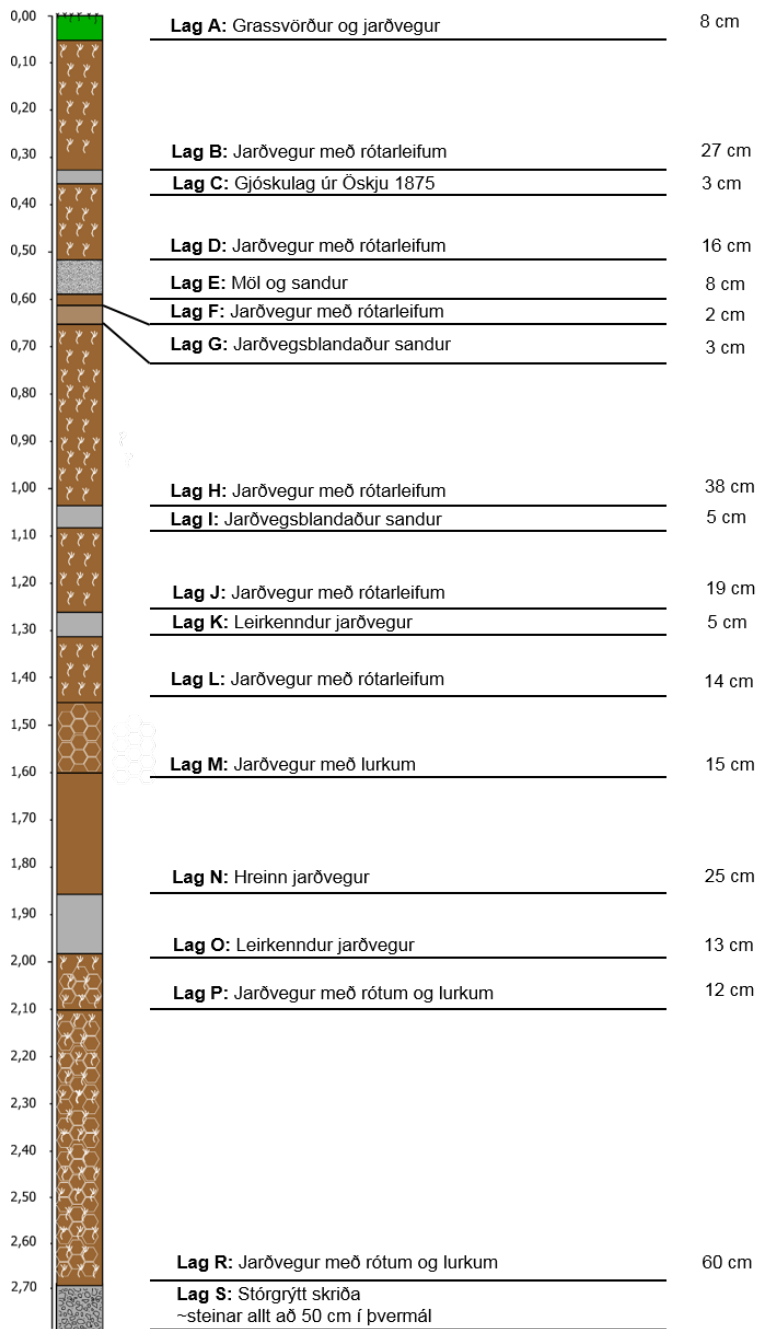 0,00
Lag A: Grassvörður og jarðvegur 8 cm
0,10
0,20
0,30
Lag B: Jarðvegur með rótarleifum 27 cm
Lag C: Gjóskulag úr Öskju 1875 3 cm
0,40
Lag D: Jarðvegur með rótarleifum 16 cm
0,50
Lag E: Möl og sandur 8 cm
0,60
Lag F: Jarðvegur með rótarleifum 2 cm
Lag G: Jarðvegsblandaður sandur 3 cm
0,70
0,80
0,90
1,00
Lag H: Jarðvegur með rótarleifum 38 cm
Lag I: Jarðvegsblandaður sandur 5 cm
1,10
1,20
Lag J: Jarðvegur með rótarleifum 19 cm
Lag K: Leirkenndur jarðvegur 5 cm
1,30
1,40
Lag L: Jarðvegur með rótarleifum 14 cm
1,50
Lag M: Jarðvegur með lurkum 15 cm
1,60
1,70
1,80
Lag N: Hreinn jarðvegur 25 cm
1,90
Lag O: Leirkenndur jarðvegur 13 cm
2,00
Lag P: Jarðvegur með rótum og lurkum 12 cm
2,10
2,20
2,30
2,40
2,50
2,60
Lag R: Jarðvegur með rótum og lurkum 60 cm
2,70
Lag S: Stórgrýtt skriða
~steinar allt að 50 cm í þvermál